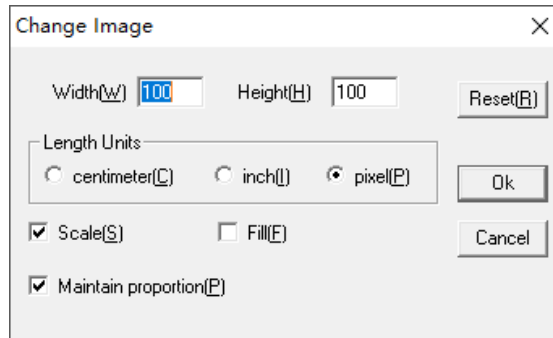 Change Image
Width(W) 100 Height(H) 100 Reset(R)
Length Units
centimeter(C) inch(I) pixel(P) Ok
Scale(S) Fill(F) Cancel
Maintain proportion(P)